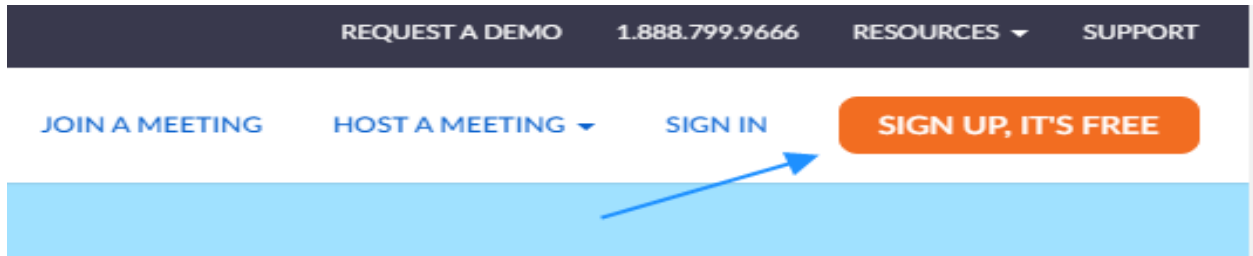 REQUEST A DEMO 1.888.799.9666 RESOURCES SUPPORT
JOIN A MEETING HOST A MEETING SIGN IN SIGN UP, IT'S FREE